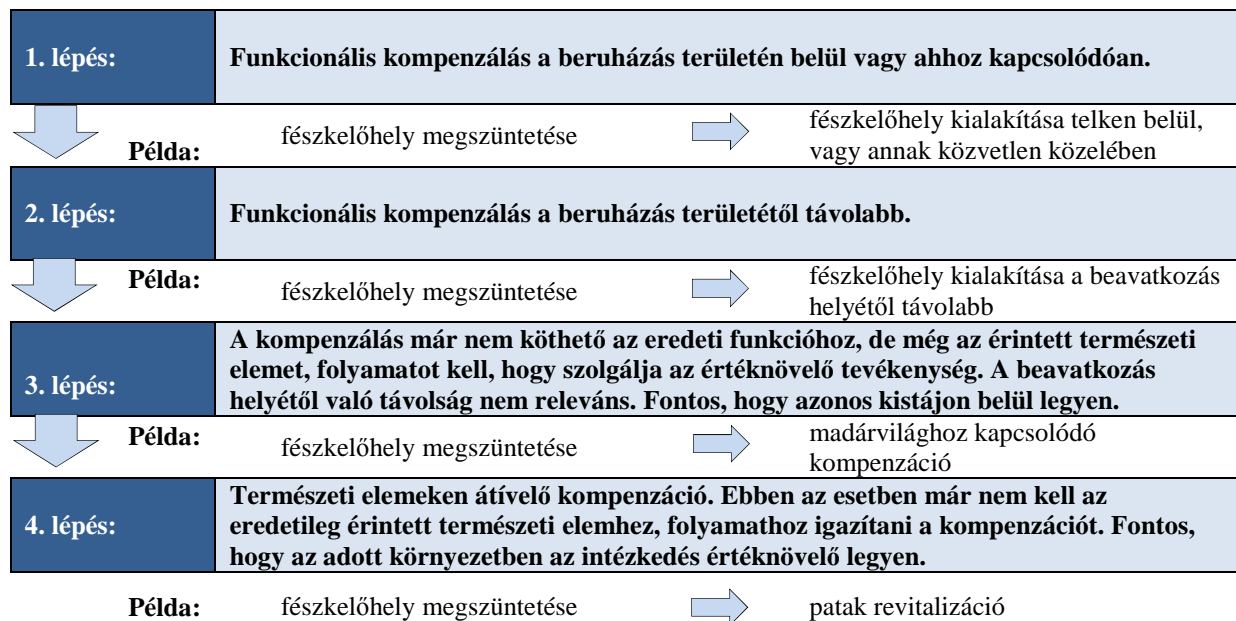 1. lépés:
Funkcionális kompenzálás a beruházás területén belül vagy ahhoz kapcsolódóan.
Példa:
fészkelőhely megszüntetése
fészkelőhely kialakítása telken belül,
vagy annak közvetlen közelében
2. lépés:
Funkcionális kompenzálás a beruházás területétől távolabb.
Példa:
fészkelőhely megszüntetése
fészkelőhely kialakítása a beavatkozás
helyétől távolabb
3. lépés:
A kompenzálás már nem köthető az eredeti funkcióhoz, de még az érintett természeti
elemet, folyamatot kell, hogy szolgálja az értéknövelő tevékenység. A beavatkozás
helyétől való távolság nem releváns. Fontos, hogy azonos kistájon belül legyen.
Példa:
fészkelőhely megszüntetése
madárvilághoz kapcsolódó
kompenzáció
4. lépés:
Természeti elemeken átívelő kompenzáció. Ebben az esetben már nem kell az
eredetileg érintett természeti elemhez, folyamathoz igazítani a kompenzációt. Fontos,
hogy az adott környezetben az intézkedés értéknövelő legyen.
Példa:
fészkelőhely megszüntetése
patak revitalizáció